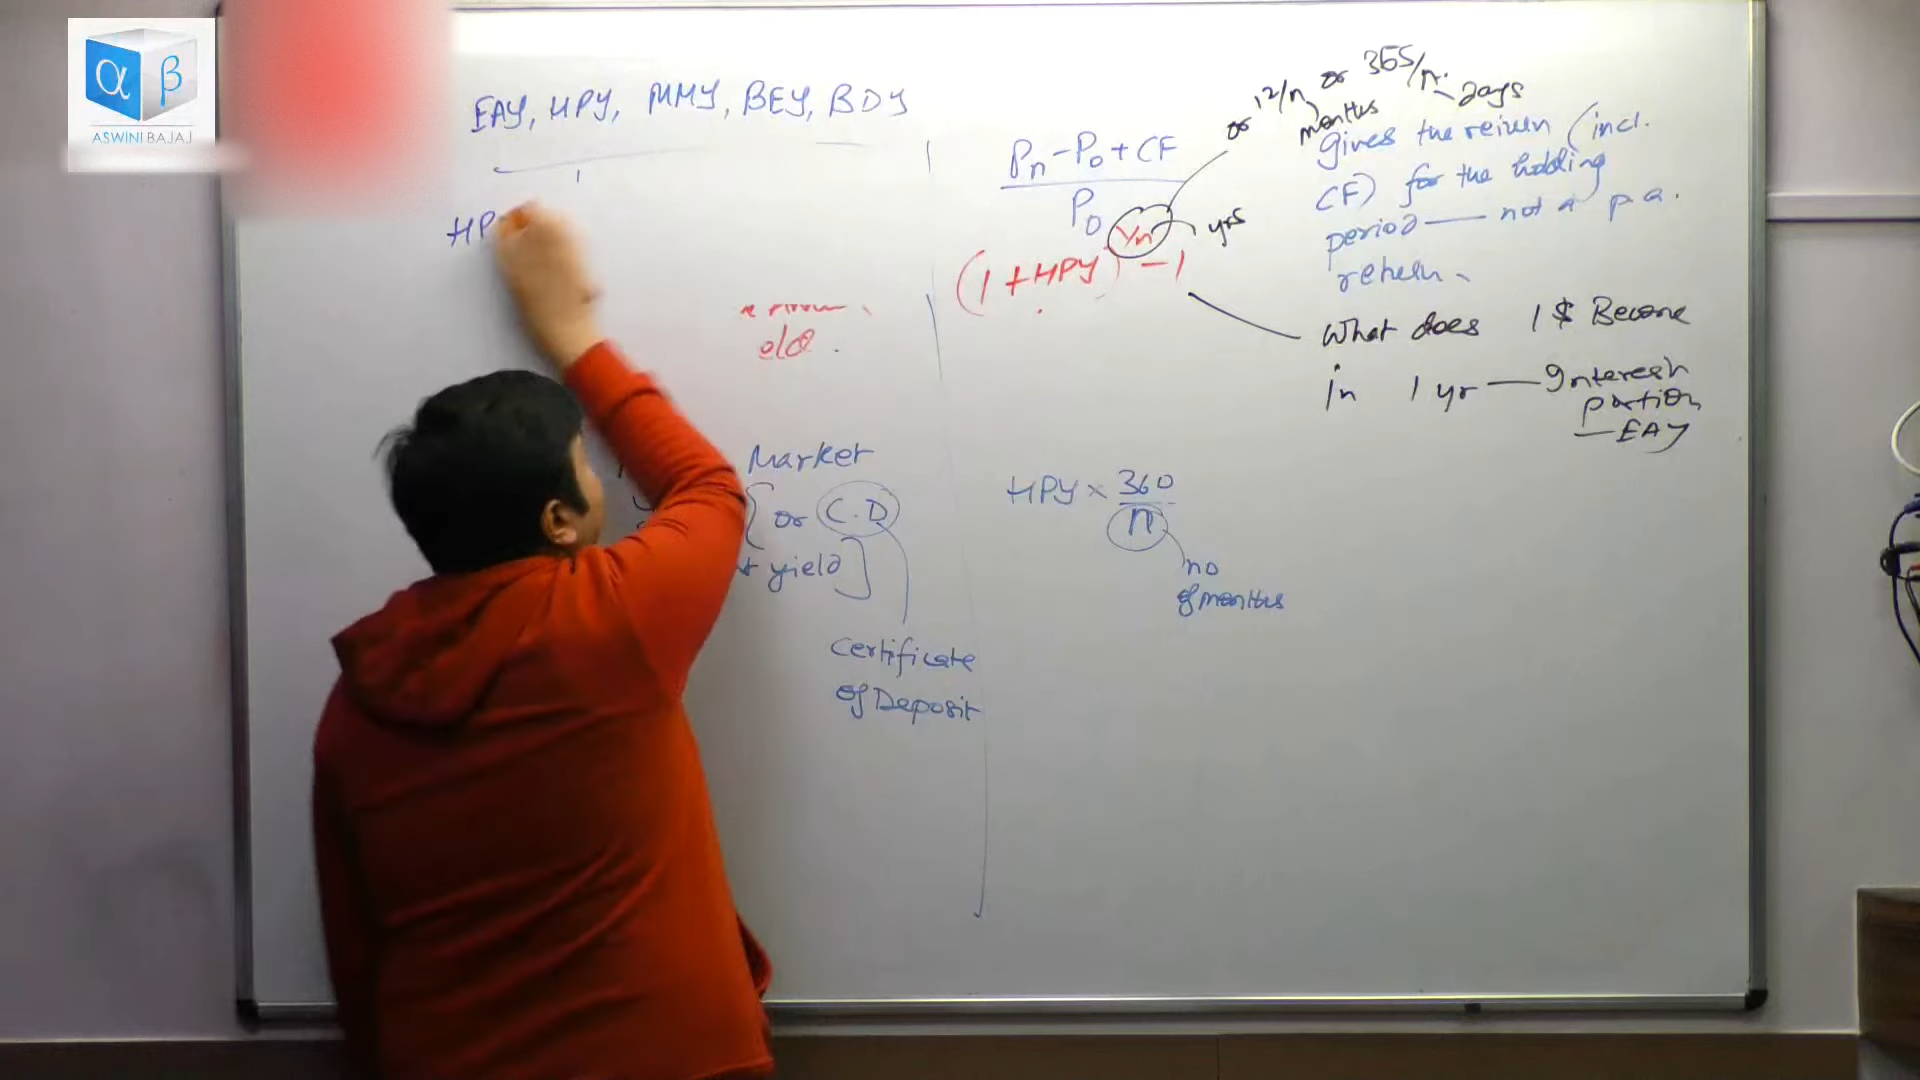 α β
ASWINI BAJAJ
EAY, HPY, MMY, BEY, BDY
HP
Pn - P0 + CF
P0
(1 + HPY)^1/n - 1
yrs
or 12/n or 365/n
months
days
Gives the return (incl.
CF) for the holding
period — not a p.a.
return.
What does 1 $ Become
in 1 yr — Interest
portion
— EAY
Market
or C.D
yield
Certificate
of Deposit
HPY × 360
n
no
of months